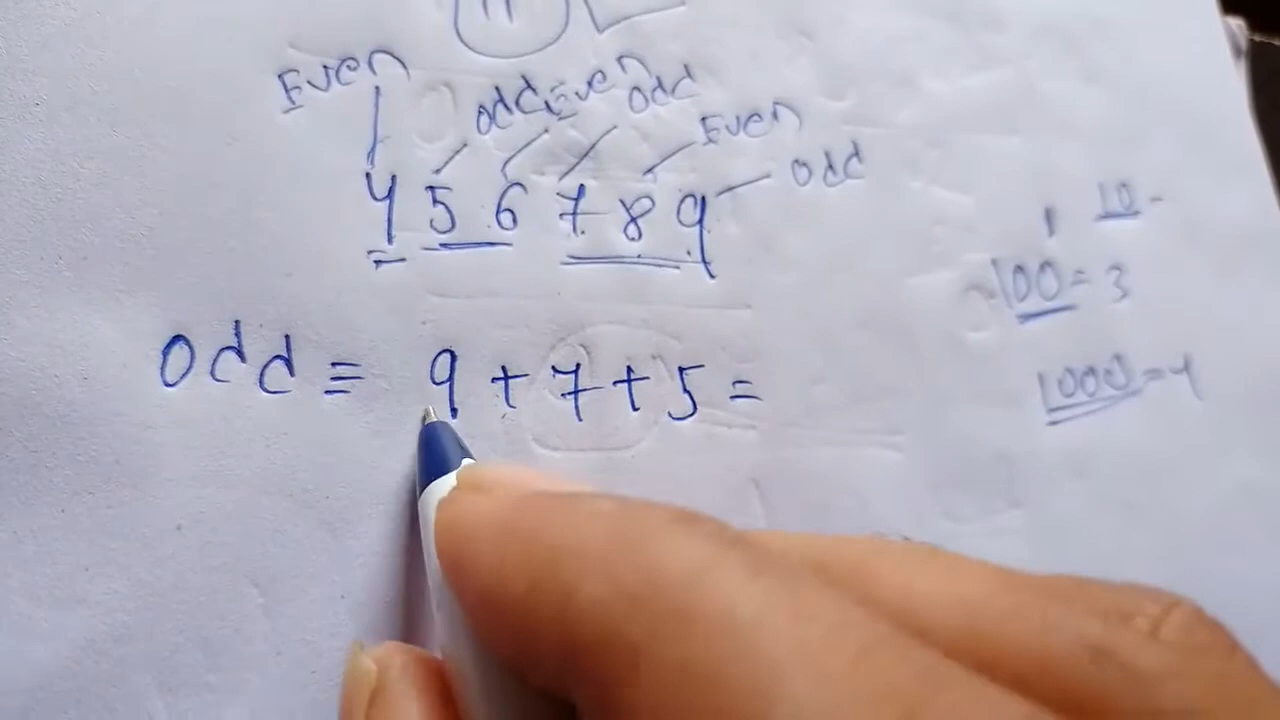 11
Even odd Even odd
Even
odd
4 5 6 7 8 9
10 -
100 = 3
1000 = 4
odd = 9 + 7 + 5 =